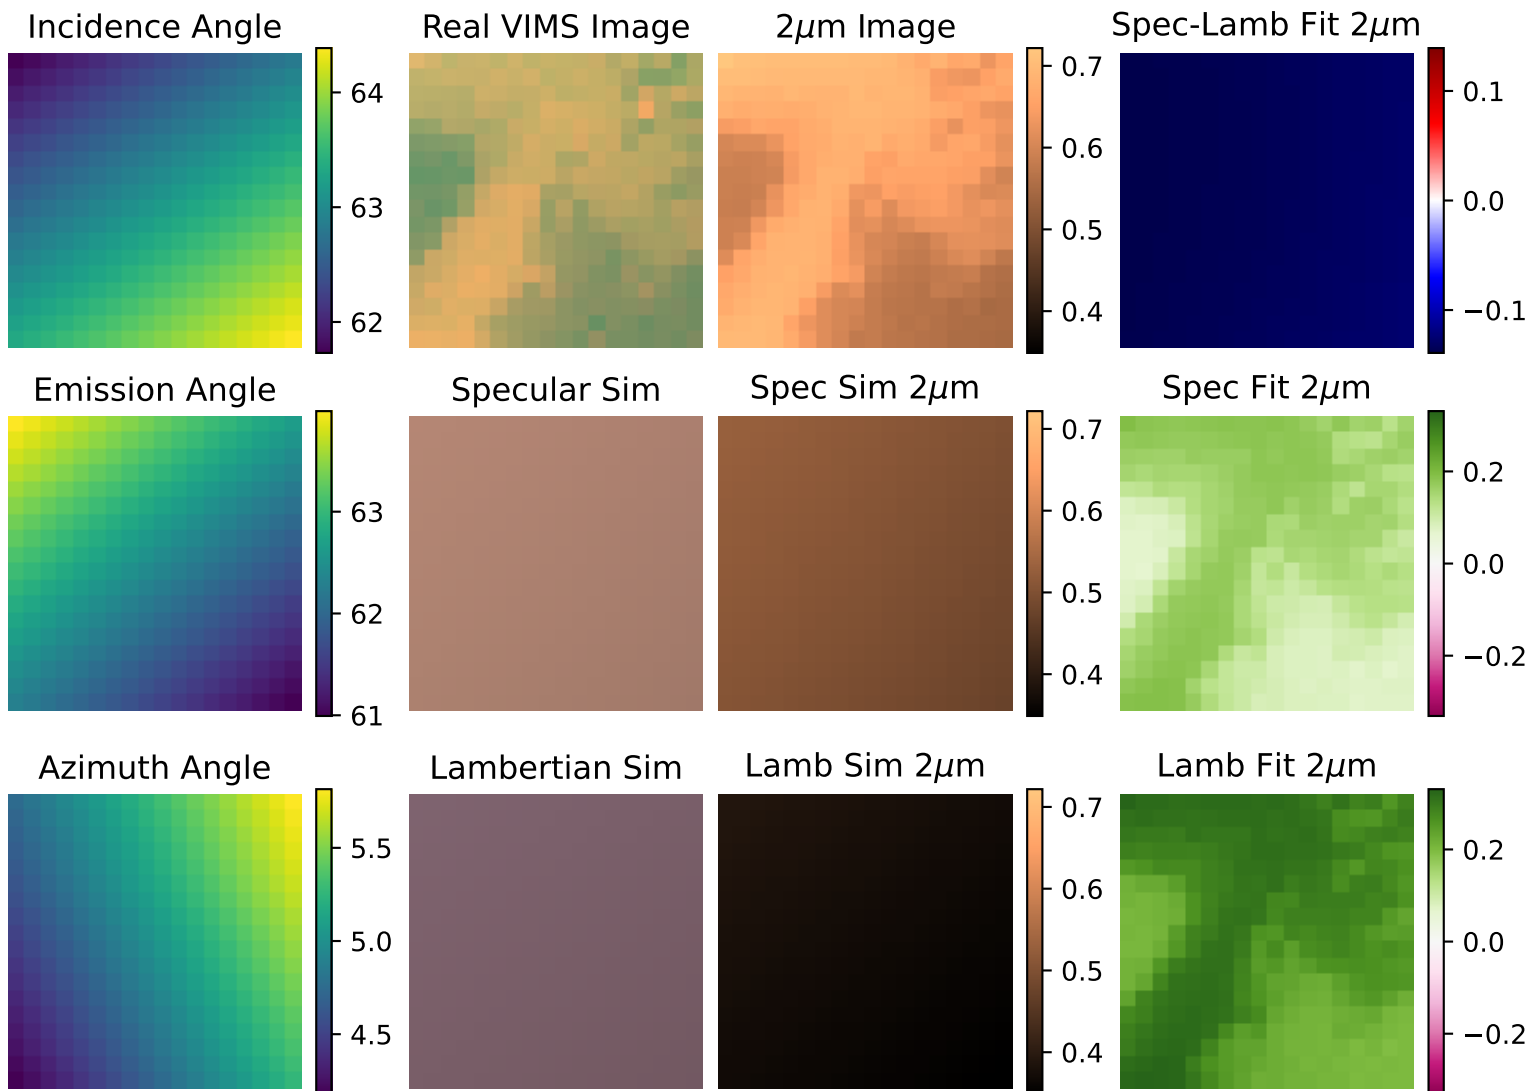 Incidence Angle
64
63
62
Real VIMS Image
2μm Image
0.7
0.6
0.5
0.4
Spec-Lamb Fit 2μm
0.1
0.0
−0.1
Emission Angle
63
62
61
Specular Sim
Spec Sim 2μm
0.7
0.6
0.5
0.4
Spec Fit 2μm
0.2
0.0
−0.2
Azimuth Angle
5.5
5.0
4.5
Lambertian Sim
Lamb Sim 2μm
0.7
0.6
0.5
0.4
Lamb Fit 2μm
0.2
0.0
−0.2